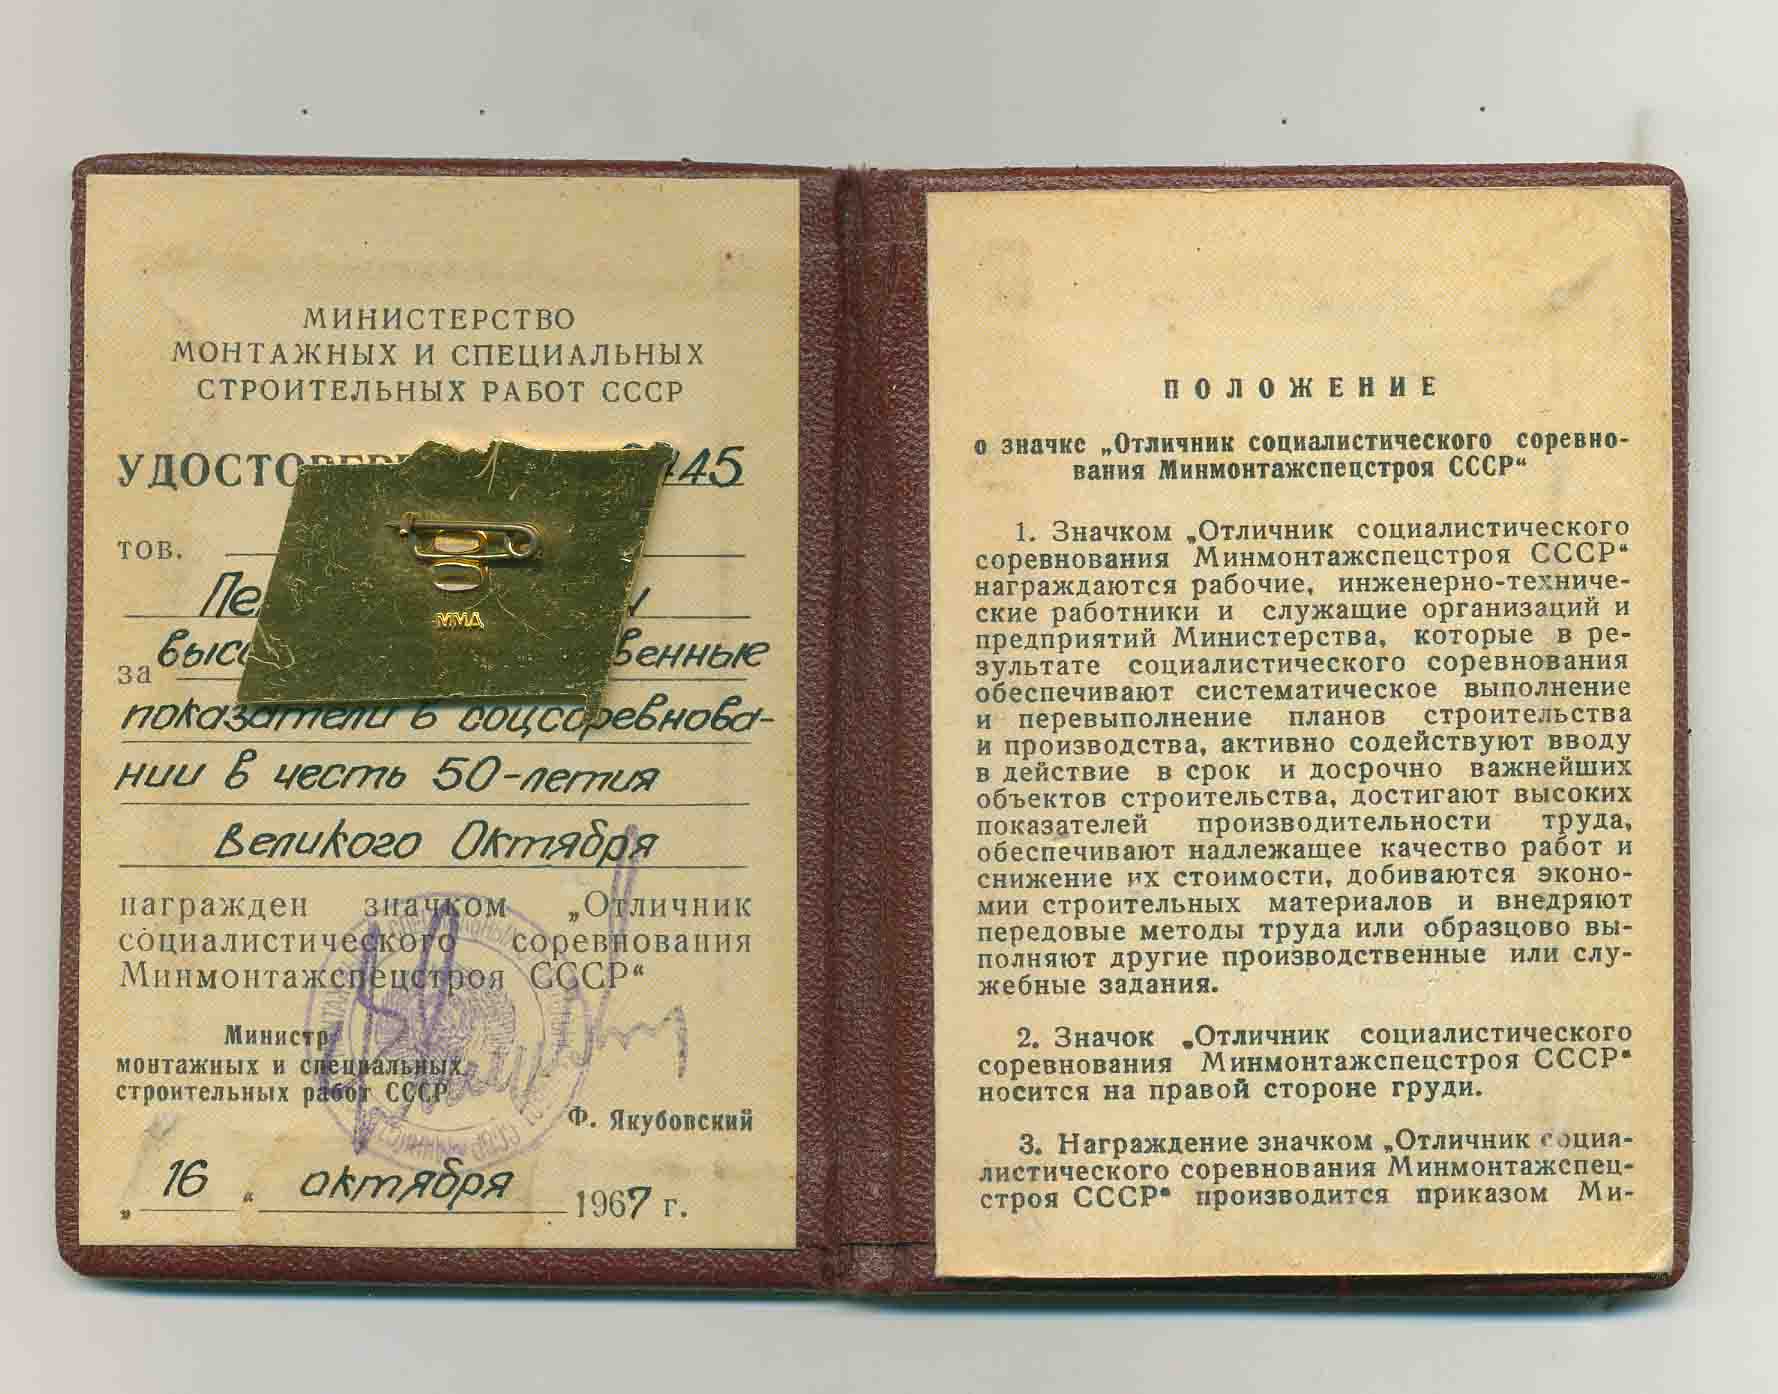 МИНИСТЕРСТВО
МОНТАЖНЫХ И СПЕЦИАЛЬНЫХ
СТРОИТЕЛЬНЫХ РАБОТ СССР
445
тов.
ММД
за
показатели в соцсоревнова-
нии в честь 50-летия
Великого Октября
награжден значком „Отличник
социалистического соревнования
Минмонтажспецстроя СССР“
Министр
монтажных и специальных
строительных работ СССР
Ф. Якубовский
„ 16 “ октября 1967 г.
ПОЛОЖЕНИЕ
о значке „Отличник социалистического соревно-
вания Минмонтажспецстроя СССР“
1. Значком „Отличник социалистического
соревнования Минмонтажспецстроя СССР“
награждаются рабочие, инженерно-техниче-
ские работники и служащие организаций и
предприятий Министерства, которые в ре-
зультате социалистического соревнования
обеспечивают систематическое выполнение
и перевыполнение планов строительства
и производства, активно содействуют вводу
в действие в срок и досрочно важнейших
объектов строительства, достигают высоких
показателей производительности труда,
обеспечивают надлежащее качество работ и
снижение их стоимости, добиваются эконо-
мии строительных материалов и внедряют
передовые методы труда или образцово вы-
полняют другие производственные или слу-
жебные задания.
2. Значок „Отличник социалистического
соревнования Минмонтажспецстроя СССР“
носится на правой стороне груди.
3. Награждение значком „Отличник социа-
листического соревнования Минмонтажспец-
строя СССР“ производится приказом Ми-